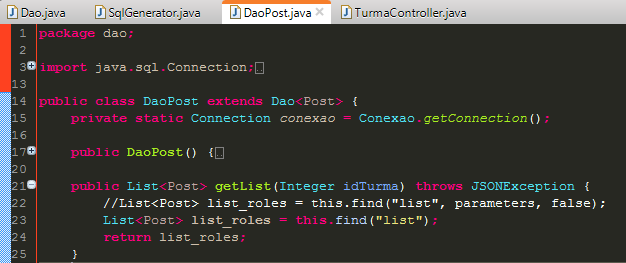 Dao.java SqlGenerator.java DaoPost.java TurmaController.java
1 package dao;
2
3 import java.sql.Connection;
13
14 public class DaoPost extends Dao<Post> {
15 private static Connection conexao = Conexao.getConnection();
16
17 public DaoPost() {
20
21 public List<Post> getList(Integer idTurma) throws JSONException {
22 //List<Post> list_roles = this.find("list", parameters, false);
23 List<Post> list_roles = this.find("list");
24 return list_roles;
25 }